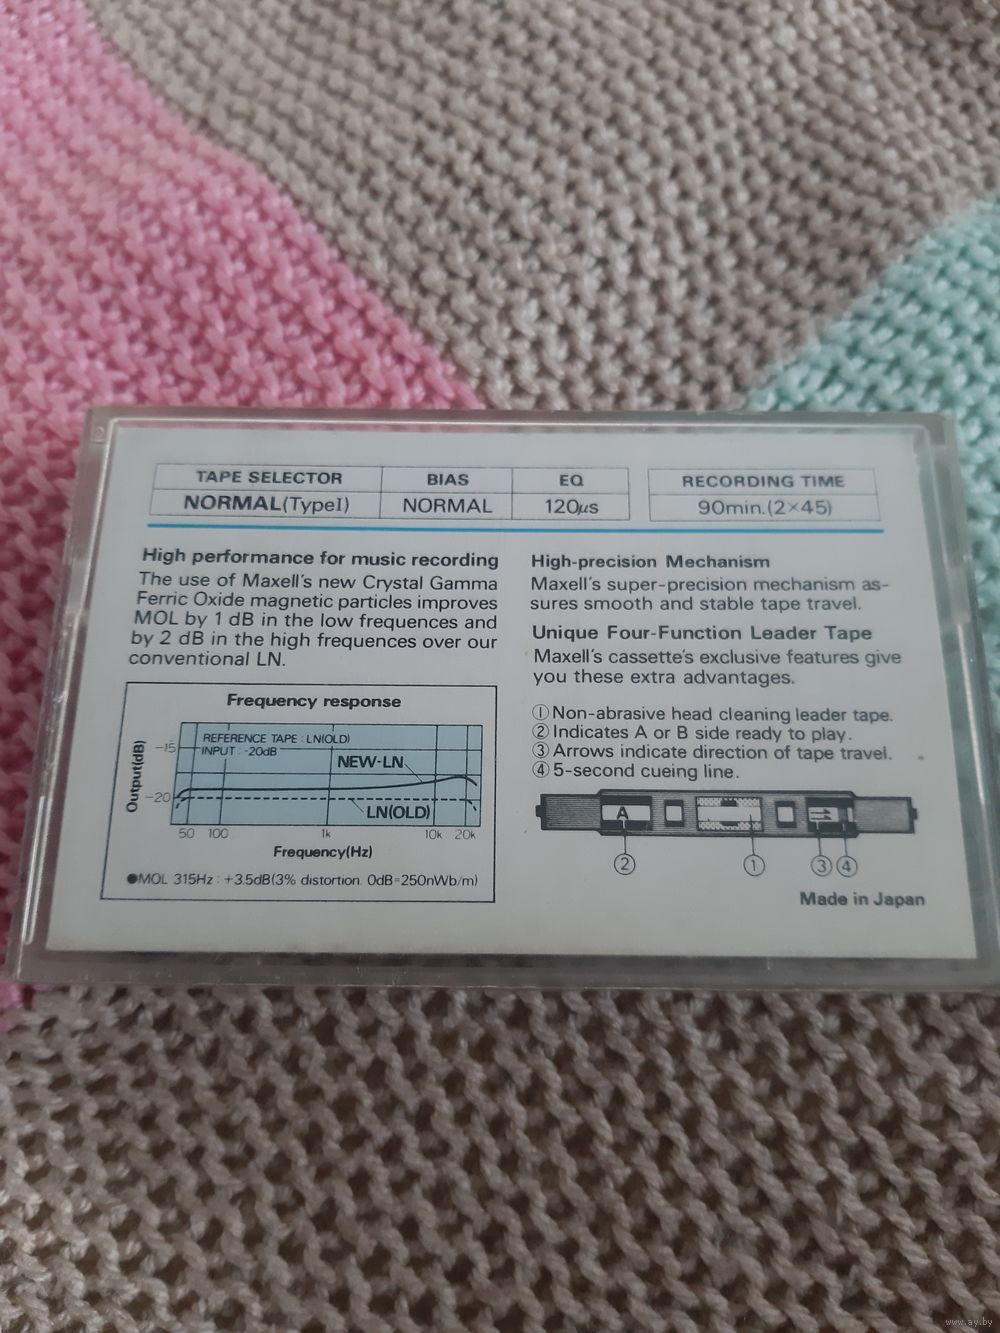 TAPE SELECTOR BIAS EQ RECORDING TIME
NORMAL(TypeI) NORMAL 120μs 90min.(2×45)
High performance for music recording
The use of Maxell's new Crystal Gamma
Ferric Oxide magnetic particles improves
MOL by 1 dB in the low frequences and
by 2 dB in the high frequences over our
conventional LN.
Frequency response
REFERENCE TAPE : LN(OLD)
INPUT : -20dB
Output(dB)
-15
-20
NEW-LN
LN(OLD)
50 100 1k 10k 20k
Frequency(Hz)
●MOL 315Hz : +3.5dB(3% distortion. 0dB=250nWb/m)
High-precision Mechanism
Maxell's super-precision mechanism as-
sures smooth and stable tape travel.
Unique Four-Function Leader Tape
Maxell's cassette's exclusive features give
you these extra advantages.
①Non-abrasive head cleaning leader tape.
②Indicates A or B side ready to play.
③Arrows indicate direction of tape travel.
④5-second cueing line.
A
② ① ③ ④
Made in Japan
www.ay.by